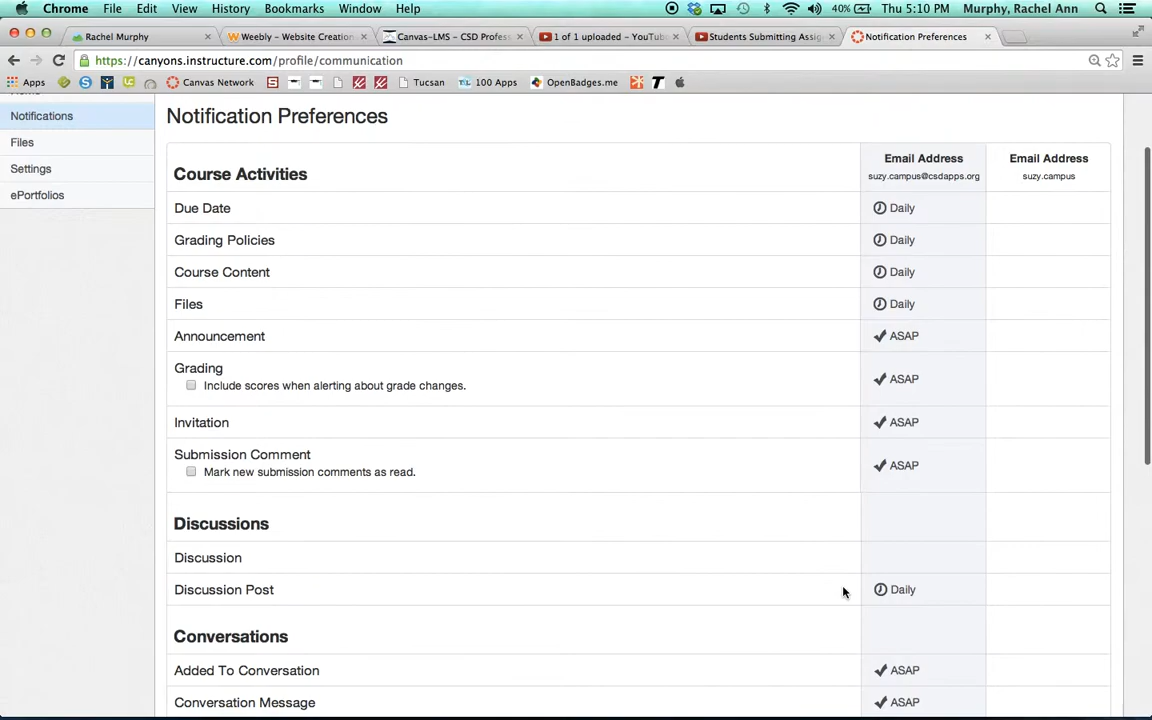 Chrome File Edit View History Bookmarks Window Help 40% Thu 5:10 PM Murphy, Rachel Ann
Rachel Murphy Weebly - Website Creation Canvas-LMS – CSD Profess 1 of 1 uploaded - YouTube Students Submitting Assig Notification Preferences
https://canyons.instructure.com/profile/communication
Apps Canvas Network Tucsan 100 Apps OpenBadges.me
Notifications
Files
Settings
ePortfolios
Notification Preferences
Course Activities
Email Address
suzy.campus@csdapps.org
Email Address
suzy.campus
Due Date Daily
Grading Policies Daily
Course Content Daily
Files Daily
Announcement ASAP
Grading
Include scores when alerting about grade changes.
ASAP
Invitation ASAP
Submission Comment
Mark new submission comments as read.
ASAP
Discussions
Discussion
Discussion Post Daily
Conversations
Added To Conversation ASAP
Conversation Message ASAP